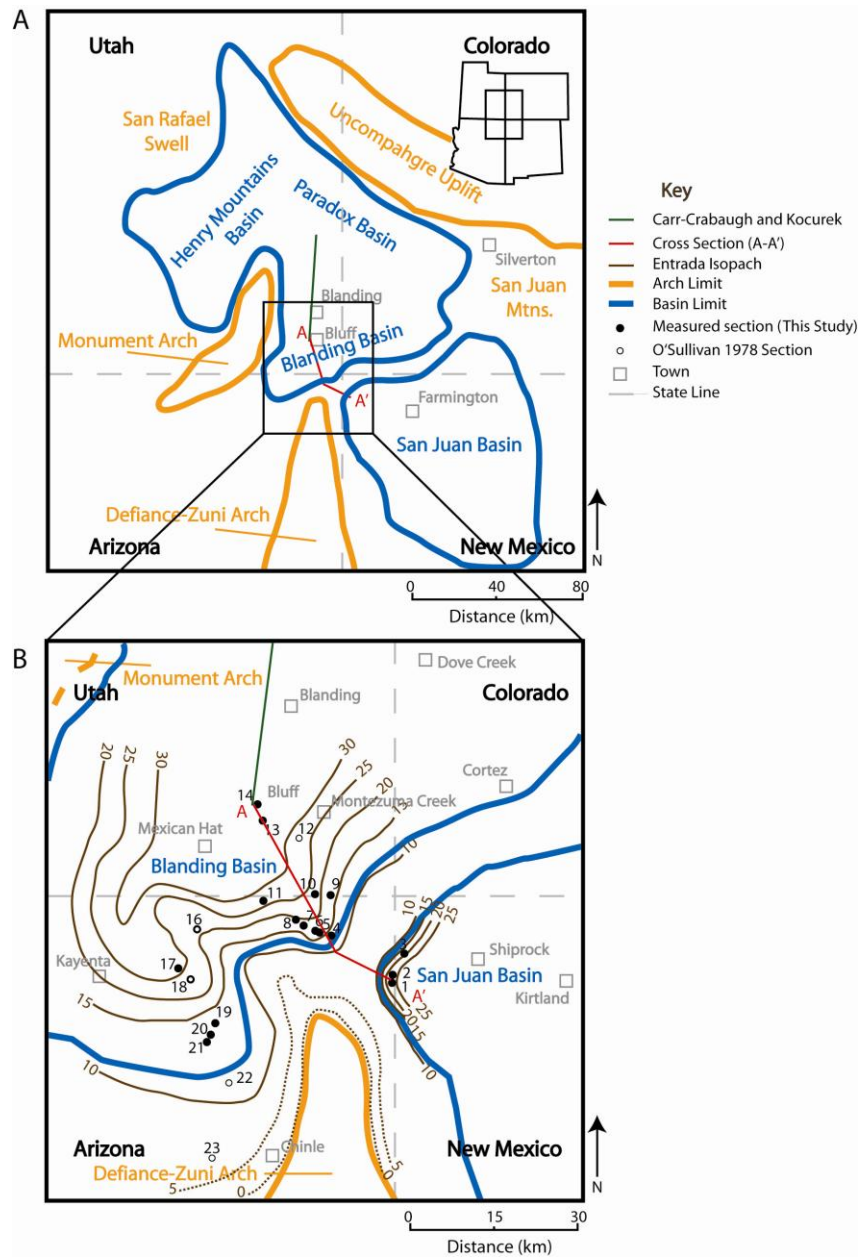 A
Utah
Colorado
San Rafael
Swell
Uncompahgre Uplift
Henry Mountains
Basin
Paradox Basin
Silverton
San Juan
Mtns.
Blanding
Monument Arch
A
Bluff
Blanding Basin
A'
Farmington
San Juan Basin
Defiance-Zuni Arch
Arizona
New Mexico
Key
Carr-Crabaugh and Kocurek
Cross Section (A-A')
Entrada Isopach
Arch Limit
Basin Limit
Measured section (This Study)
O'Sullivan 1978 Section
Town
State Line
N
0 40 80
Distance (km)
B
Monument Arch
Utah
Dove Creek
Colorado
Blanding
20
25
30
30
25
20
15
10
Cortez
14
Bluff
A
13
12
Montezuma Creek
Mexican Hat
Blanding Basin
10
9
11
8
7
5
4
16
10
15
25
3
Shiprock
Kayenta
17
18
2
San Juan Basin
1
A'
Kirtland
15
25
20
15
10
19
20
21
10
22
Arizona
23
Chinle
New Mexico
Defiance-Zuni Arch
5
0
5
0
N
0 15 30
Distance (km)